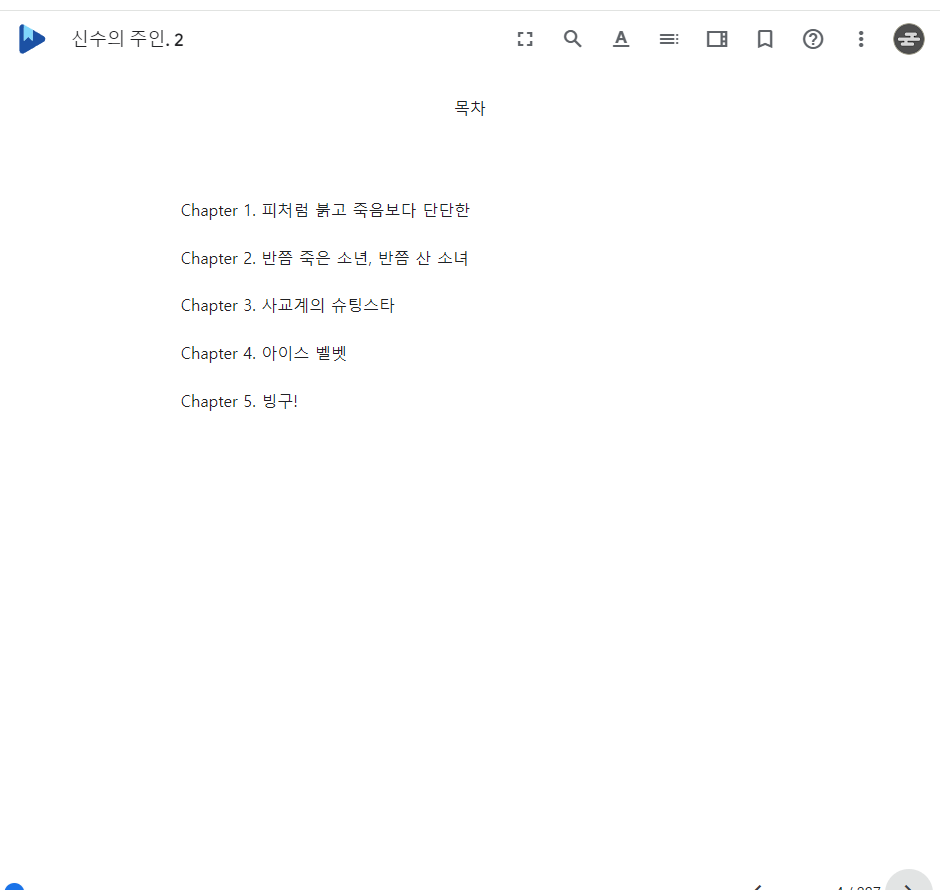 신수의 주인. 2
목차
Chapter 1. 피처럼 붉고 죽음보다 단단한
Chapter 2. 반쯤 죽은 소년, 반쯤 산 소녀
Chapter 3. 사교계의 슈팅스타
Chapter 4. 아이스 벨벳
Chapter 5. 빙구!